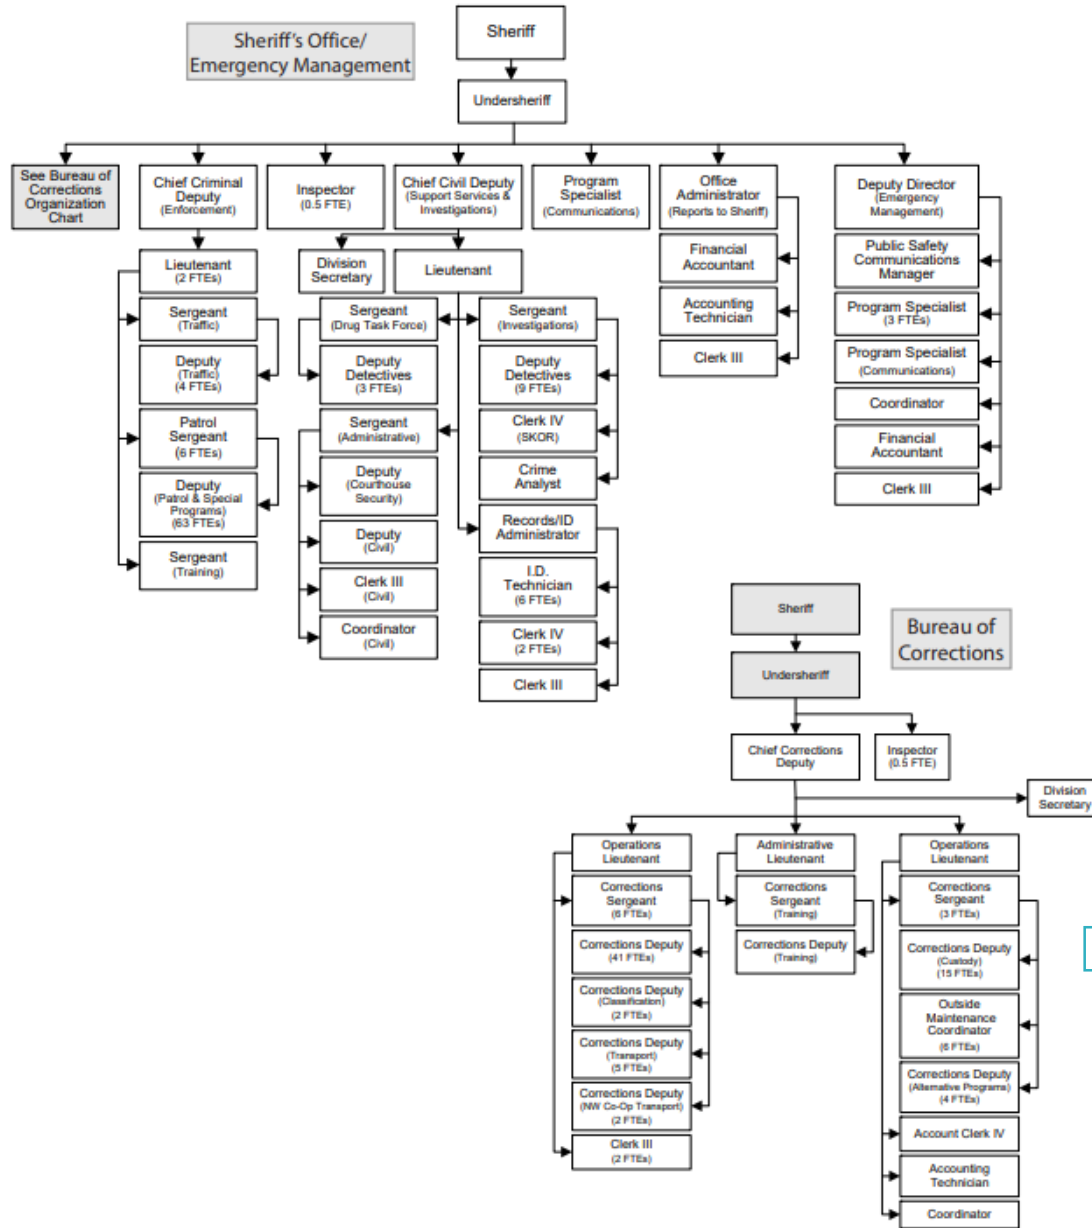 Sheriff's Office/
Emergency Management
Sheriff
Undersheriff
See Bureau of
Corrections
Organization
Chart
Chief Criminal
Deputy
(Enforcement)
Inspector
(0.5 FTE)
Chief Civil Deputy
(Support Services &
Investigations)
Program
Specialist
(Communications)
Office
Administrator
(Reports to Sheriff)
Deputy Director
(Emergency
Management)
Lieutenant
(2 FTEs)
Sergeant
(Traffic)
Deputy
(Traffic)
(4 FTEs)
Patrol
Sergeant
(6 FTEs)
Deputy
(Patrol & Special
Programs)
(63 FTEs)
Sergeant
(Training)
Division
Secretary
Lieutenant
Sergeant
(Drug Task Force)
Deputy
Detectives
(3 FTEs)
Sergeant
(Administrative)
Deputy
(Courthouse
Security)
Deputy
(Civil)
Clerk III
(Civil)
Coordinator
(Civil)
Sergeant
(Investigations)
Deputy
Detectives
(9 FTEs)
Clerk IV
(SKOR)
Crime
Analyst
Records/ID
Administrator
I.D.
Technician
(6 FTEs)
Clerk IV
(2 FTEs)
Clerk III
Financial
Accountant
Accounting
Technician
Clerk III
Public Safety
Communications
Manager
Program Specialist
(3 FTEs)
Program Specialist
(Communications)
Coordinator
Financial
Accountant
Clerk III
Bureau of
Corrections
Sheriff
Undersheriff
Chief Corrections
Deputy
Inspector
(0.5 FTE)
Division
Secretary
Operations
Lieutenant
Corrections
Sergeant
(6 FTEs)
Corrections Deputy
(41 FTEs)
Corrections Deputy
(Classification)
(2 FTEs)
Corrections Deputy
(Transport)
(5 FTEs)
Corrections Deputy
(NW Co-Op Transport)
(2 FTEs)
Clerk III
(2 FTEs)
Administrative
Lieutenant
Corrections
Sergeant
(Training)
Corrections Deputy
(Training)
Operations
Lieutenant
Corrections
Sergeant
(3 FTEs)
Corrections Deputy
(Custody)
(15 FTEs)
Outside
Maintenance
Coordinator
(6 FTEs)
Corrections Deputy
(Alternative Programs)
(4 FTEs)
Account Clerk IV
Accounting
Technician
Coordinator